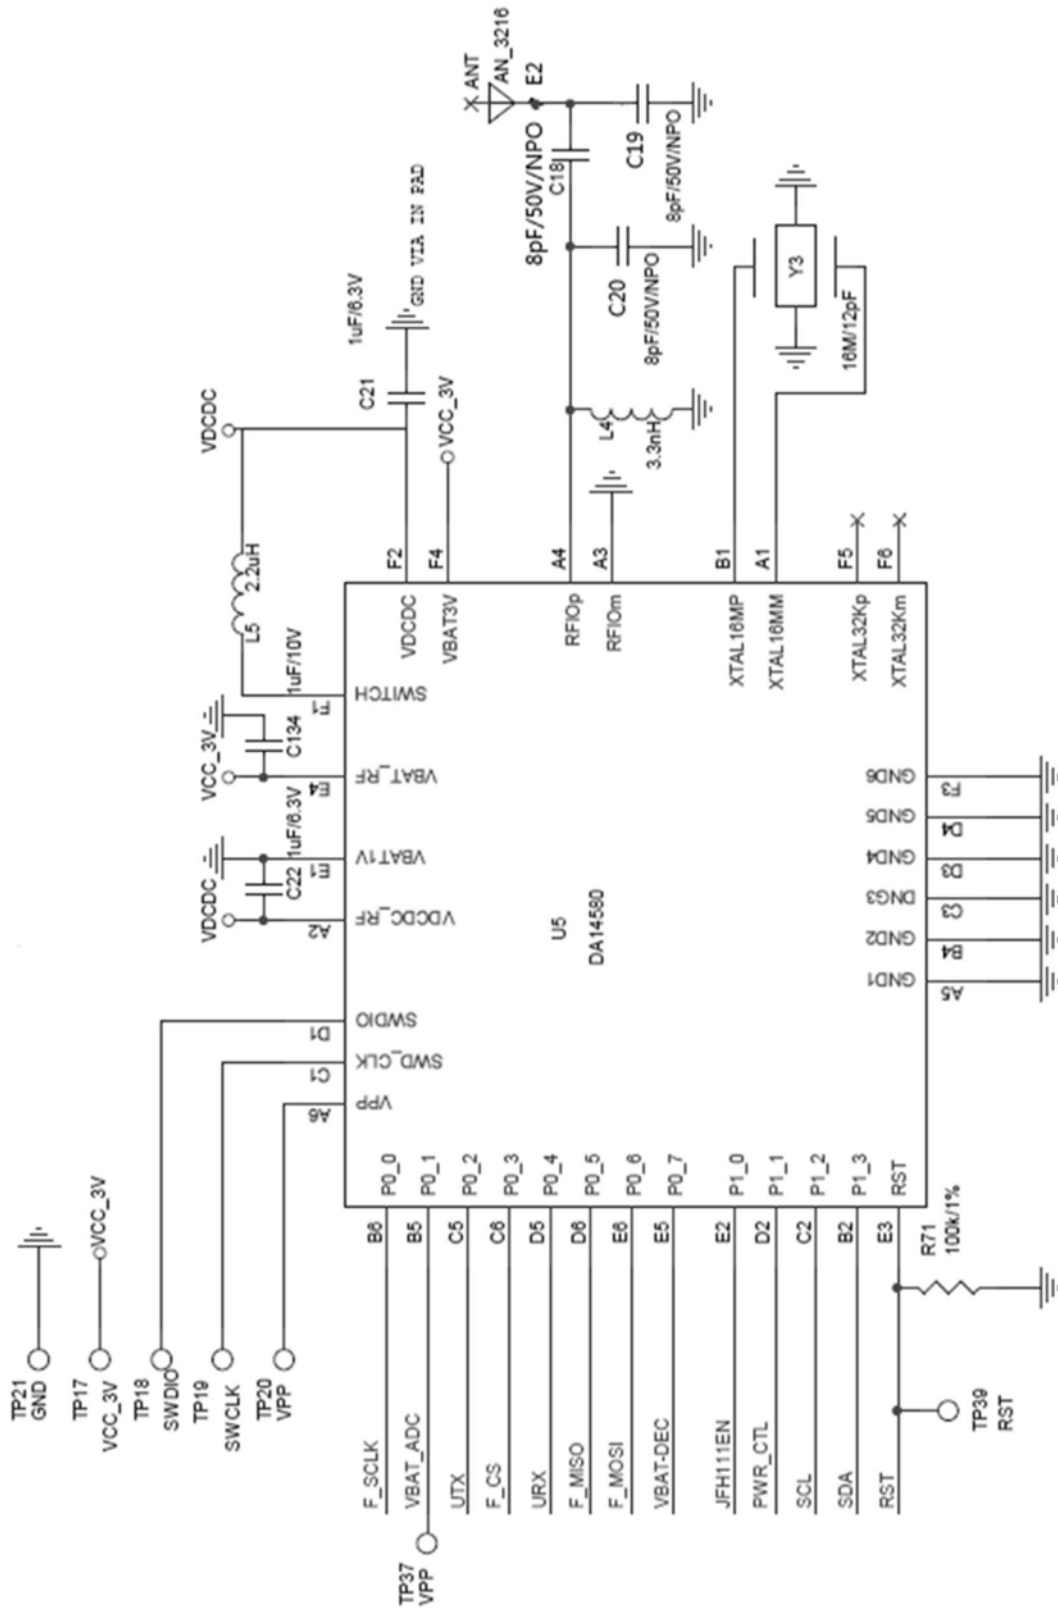 ANT
AN_3216
E2
8pF/50V/NPO
C18
C19
8pF/50V/NPO
C20
8pF/50V/NPO
GND VIA IN PAD
1uF/6.3V
C21
VDCDC
VCC_3V
L4
3.3nH
Y3
16M/12pF
L5
2.2uH
F2
F4
A4
A3
B1
A1
F5
F6
VDCDC
VBAT3V
RFIOp
RFIOm
XTAL16MP
XTAL16MM
XTAL32Kp
XTAL32Km
1uF/10V
VCC_3V
C134
F1
SWITCH
E4
VBAT_RF
1uF/6.3V
VDCDC
C22
E1
VBAT1V
A2
VDCDC_RF
U5
DA14580
GND6
GND5
GND4
DNG3
GND2
GND1
D4
D3
C3
B4
A5
D1
SWDIO
C1
SWD_CLK
A6
VPP
P0_0
P0_1
P0_2
P0_3
P0_4
P0_5
P0_6
P0_7
P1_0
P1_1
P1_2
P1_3
RST
B6
B5
C5
C6
D5
D6
E6
E5
E2
D2
C2
B2
E3
R71
100k/1%
VCC_3V
TP21
GND
TP17
VCC_3V
TP18
SWDIO
TP19
SWCLK
TP20
VPP
F_SCLK
VBAT_ADC
UTX
F_CS
URX
F_MISO
F_MOSI
VBAT-DEC
JFH111EN
PWR_CTL
SCL
SDA
RST
TP39
RST
TP37
VPP